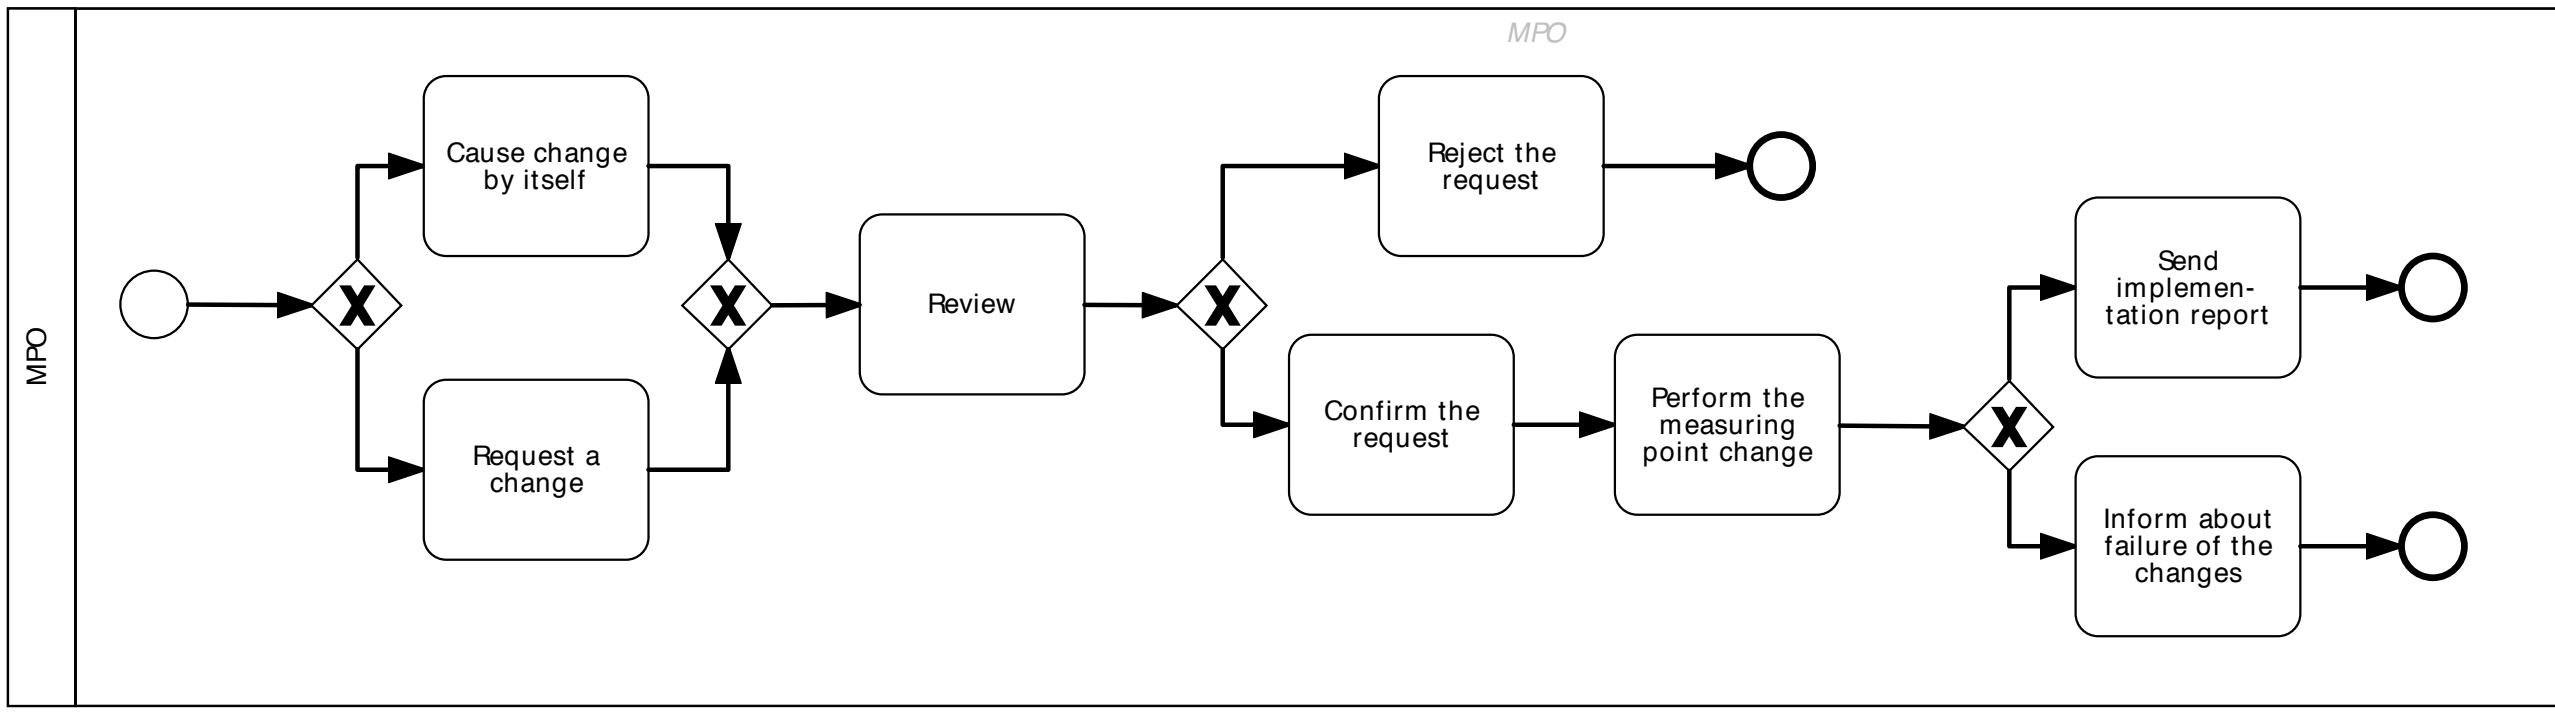 MPO
MPO
Cause change
by itself
Request a
change
X
X
Review
X
Reject the
request
Confirm the
request
Perform the
measuring
point change
X
Send
implemen-
tation report
Inform about
failure of the
changes